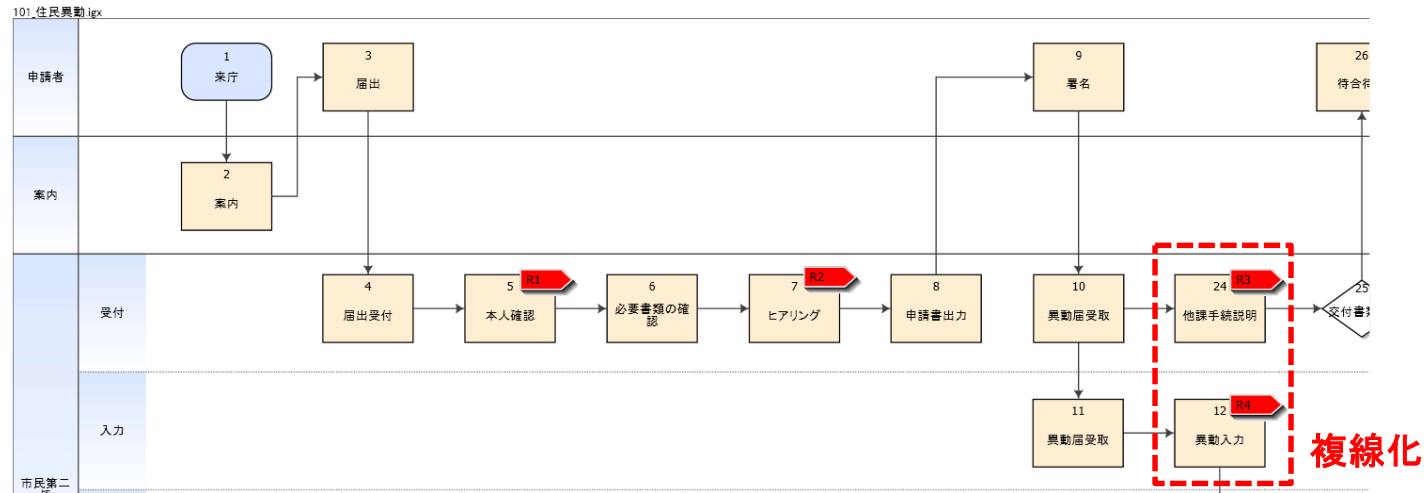 101_住民異動.igx
申請者
1
来庁
3
届出
9
署名
26
待合
案内
2
案内
受付
4
届出受付
5
R1
本人確認
6
必要書類の確
認
7
R2
ヒアリング
8
申請書出力
10
異動届受取
24
R3
他課手続説明
25
交付書
入力
11
異動届受取
12
R4
異動入力
複線化
市民第二